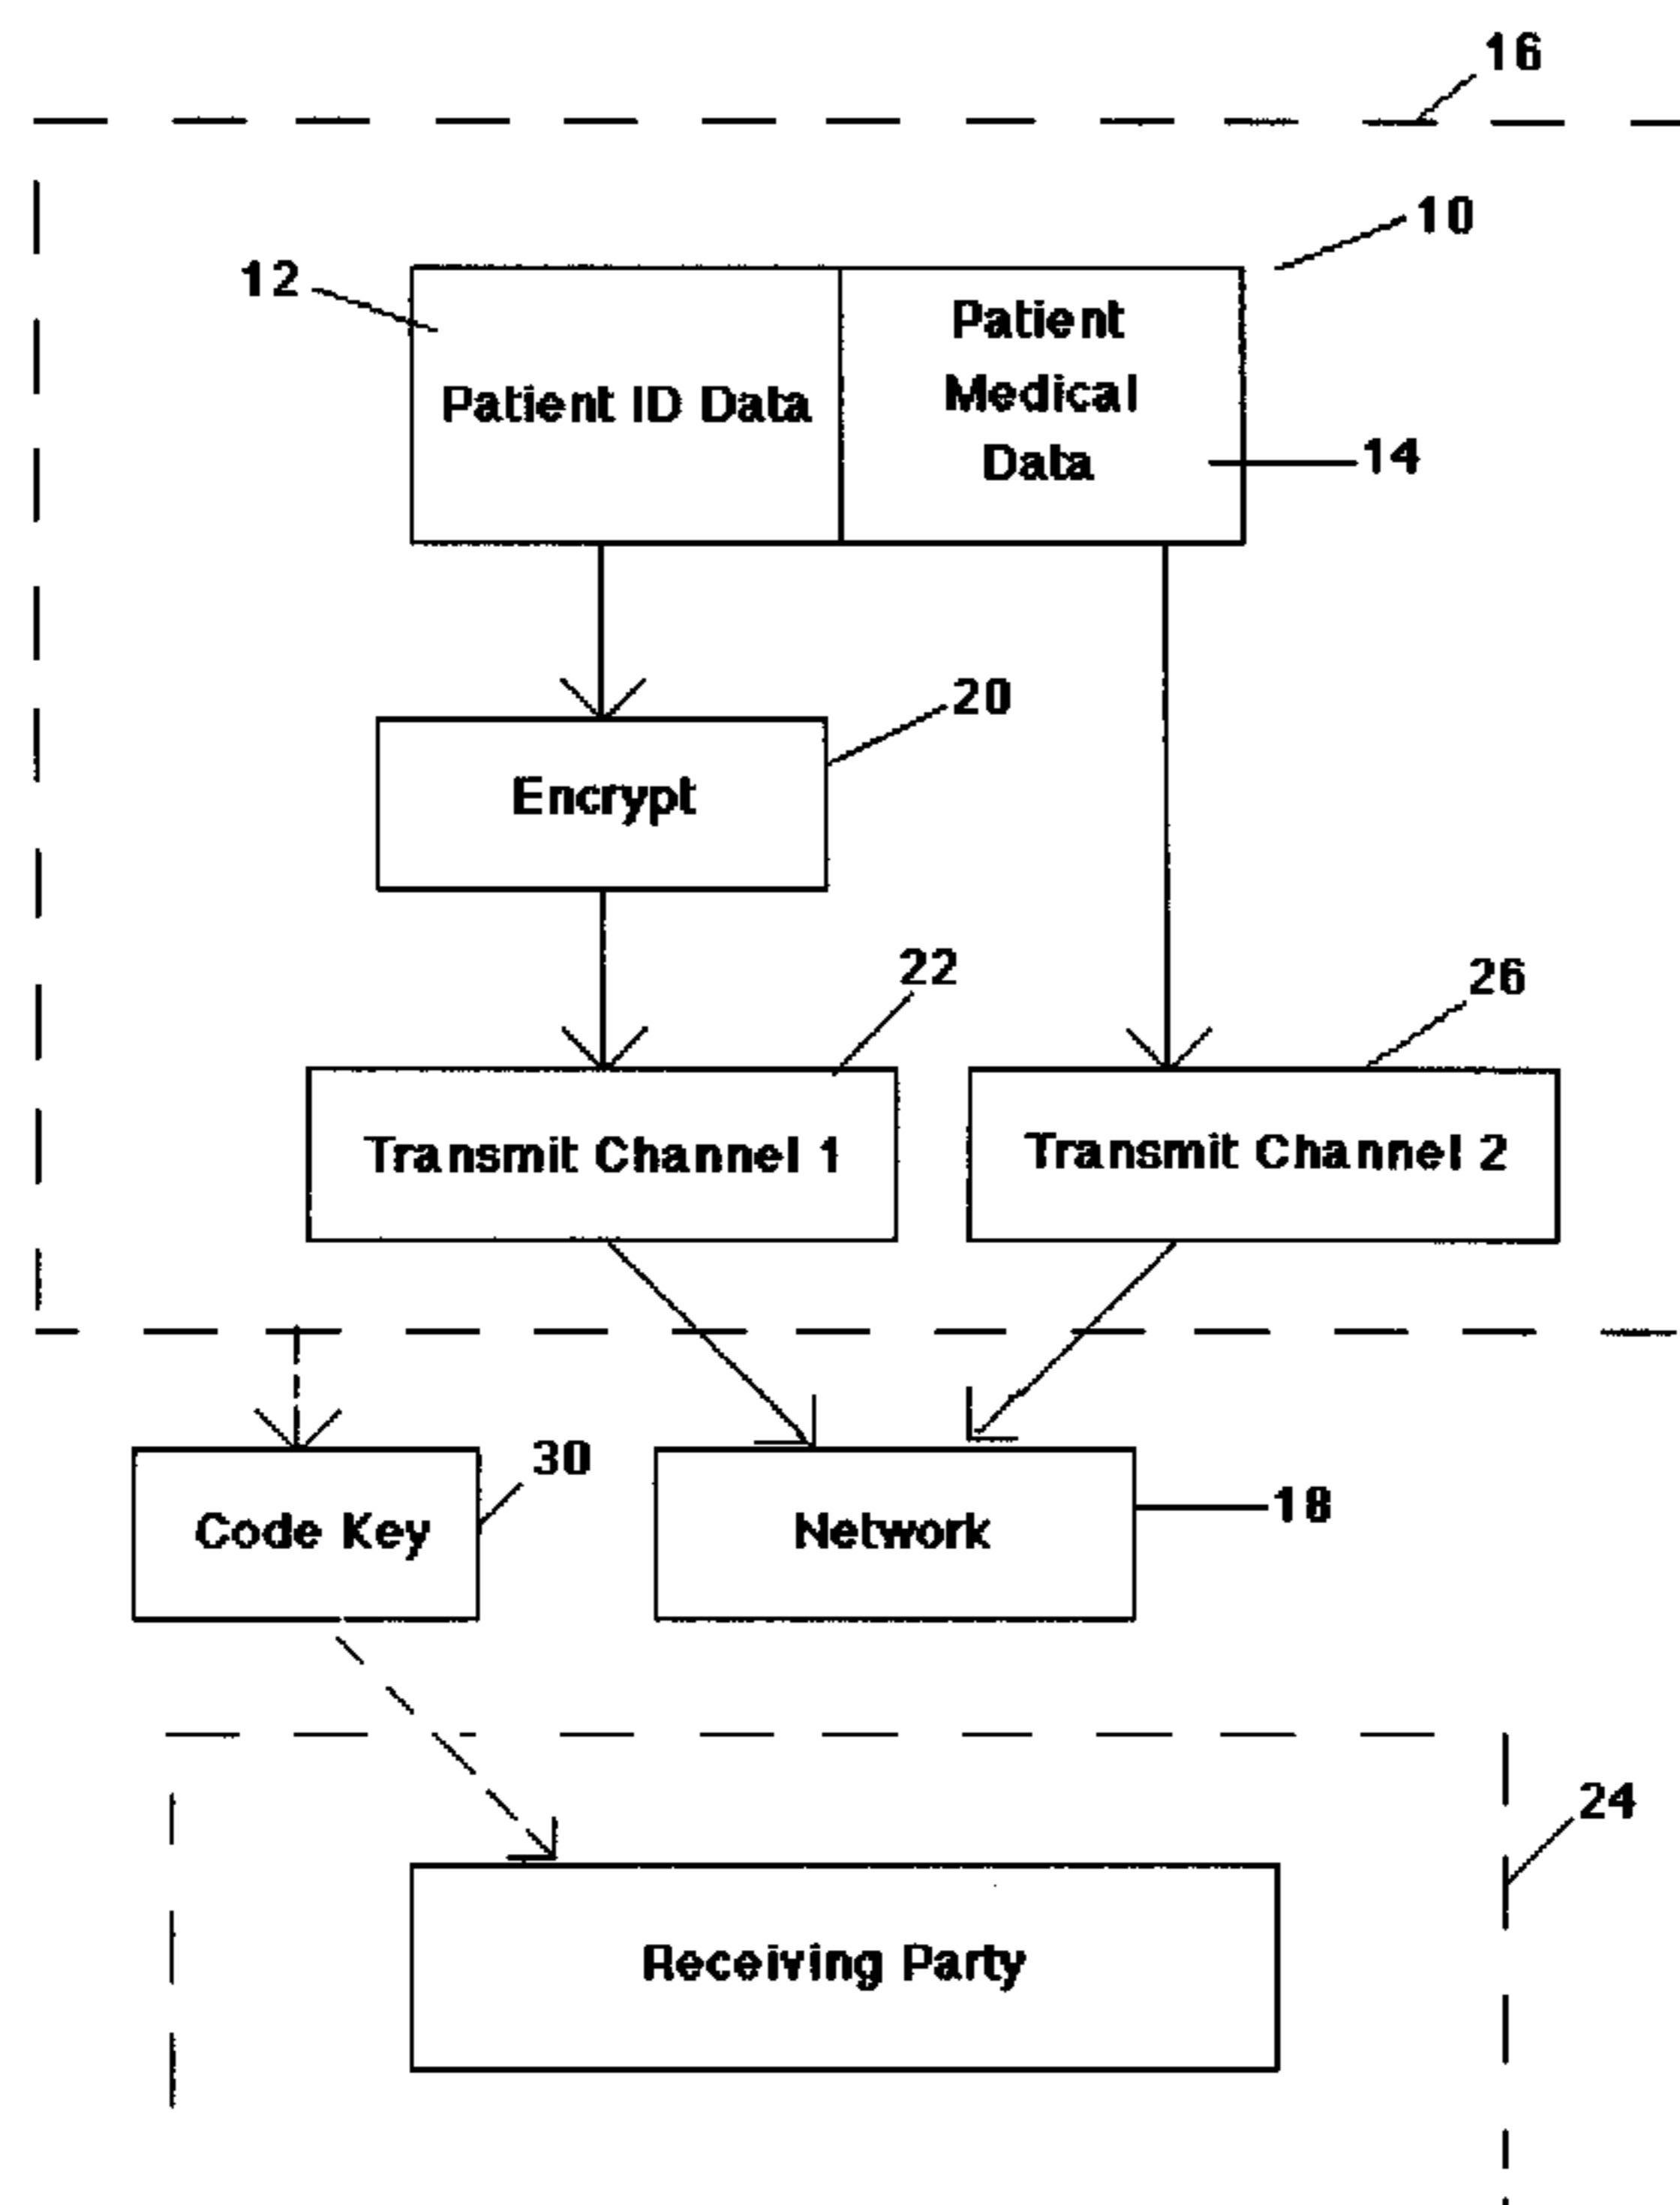 16
10
12
Patient ID Data
Patient
Medical
Data
14
20
Encrypt
22
26
Transmit Channel 1
Transmit Channel 2
30
Code Key
Network
18
24
Receiving Party